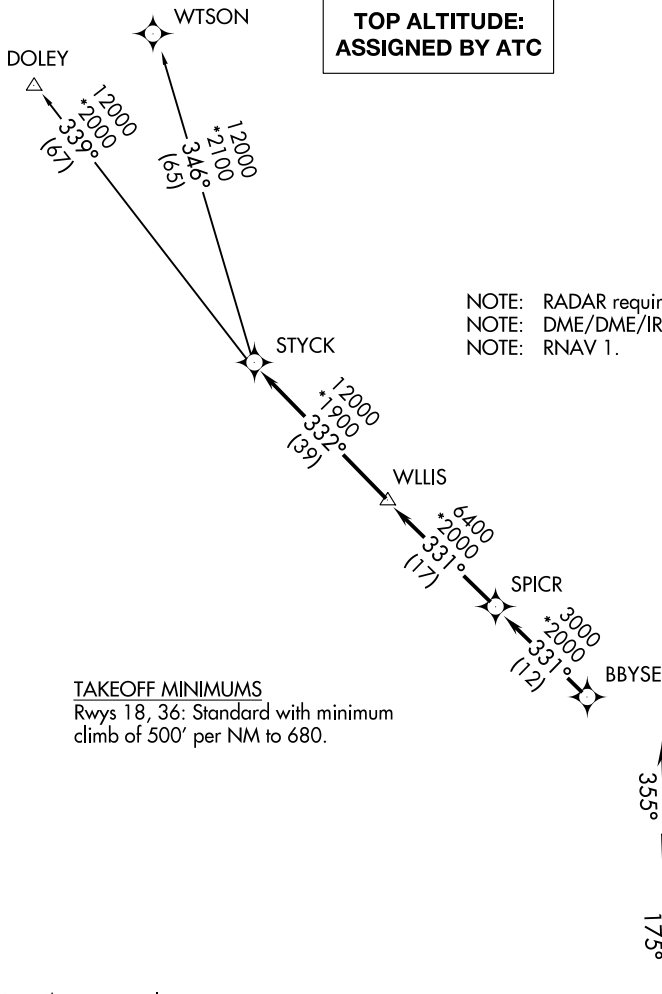 WTSON
TOP ALTITUDE:
ASSIGNED BY ATC
DOLEY
12000
*2000
339°
(67)
12000
*2100
346°
(65)
NOTE: RADAR requir
NOTE: DME/DME/IR
NOTE: RNAV 1.
STYCK
12000
*1900
332°
(39)
WLLIS
6400
*2000
331°
(17)
SPICR
3000
*2000
331°
(12)
BBYSE
TAKEOFF MINIMUMS
Rwys 18, 36: Standard with minimum
climb of 500' per NM to 680.
355°
175°